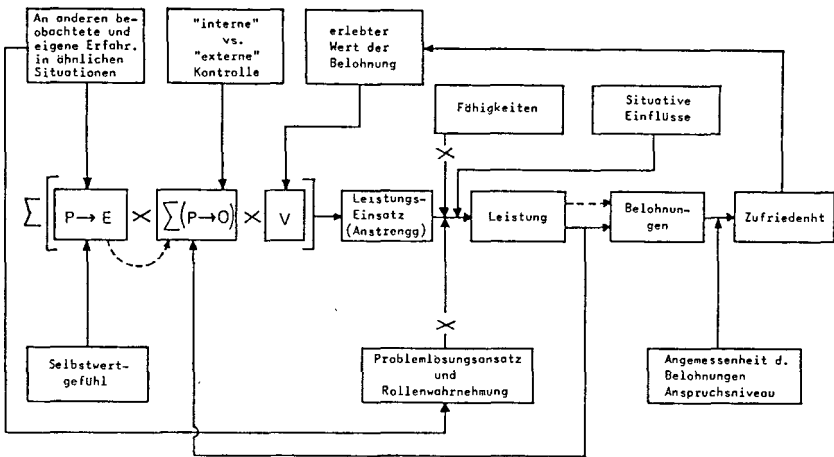 An anderen be-
obachtete und
eigene Erfahr.
in ähnlichen
Situationen
"interne"
vs.
"externe"
Kontrolle
erlebter
Wert der
Belohnung
Fähigkeiten
Situative
Einflüsse
∑ [ P→E × ∑(P→O) × V ]
Leistungs-
Einsatz
(Anstrengg)
Leistung
Belohnun-
gen
Zufriedenht
×
×
Selbstwert-
gefühl
Problemlösungsansatz
und
Rollenwahrnehmung
Angemessenheit d.
Belohnungen
Anspruchsniveau